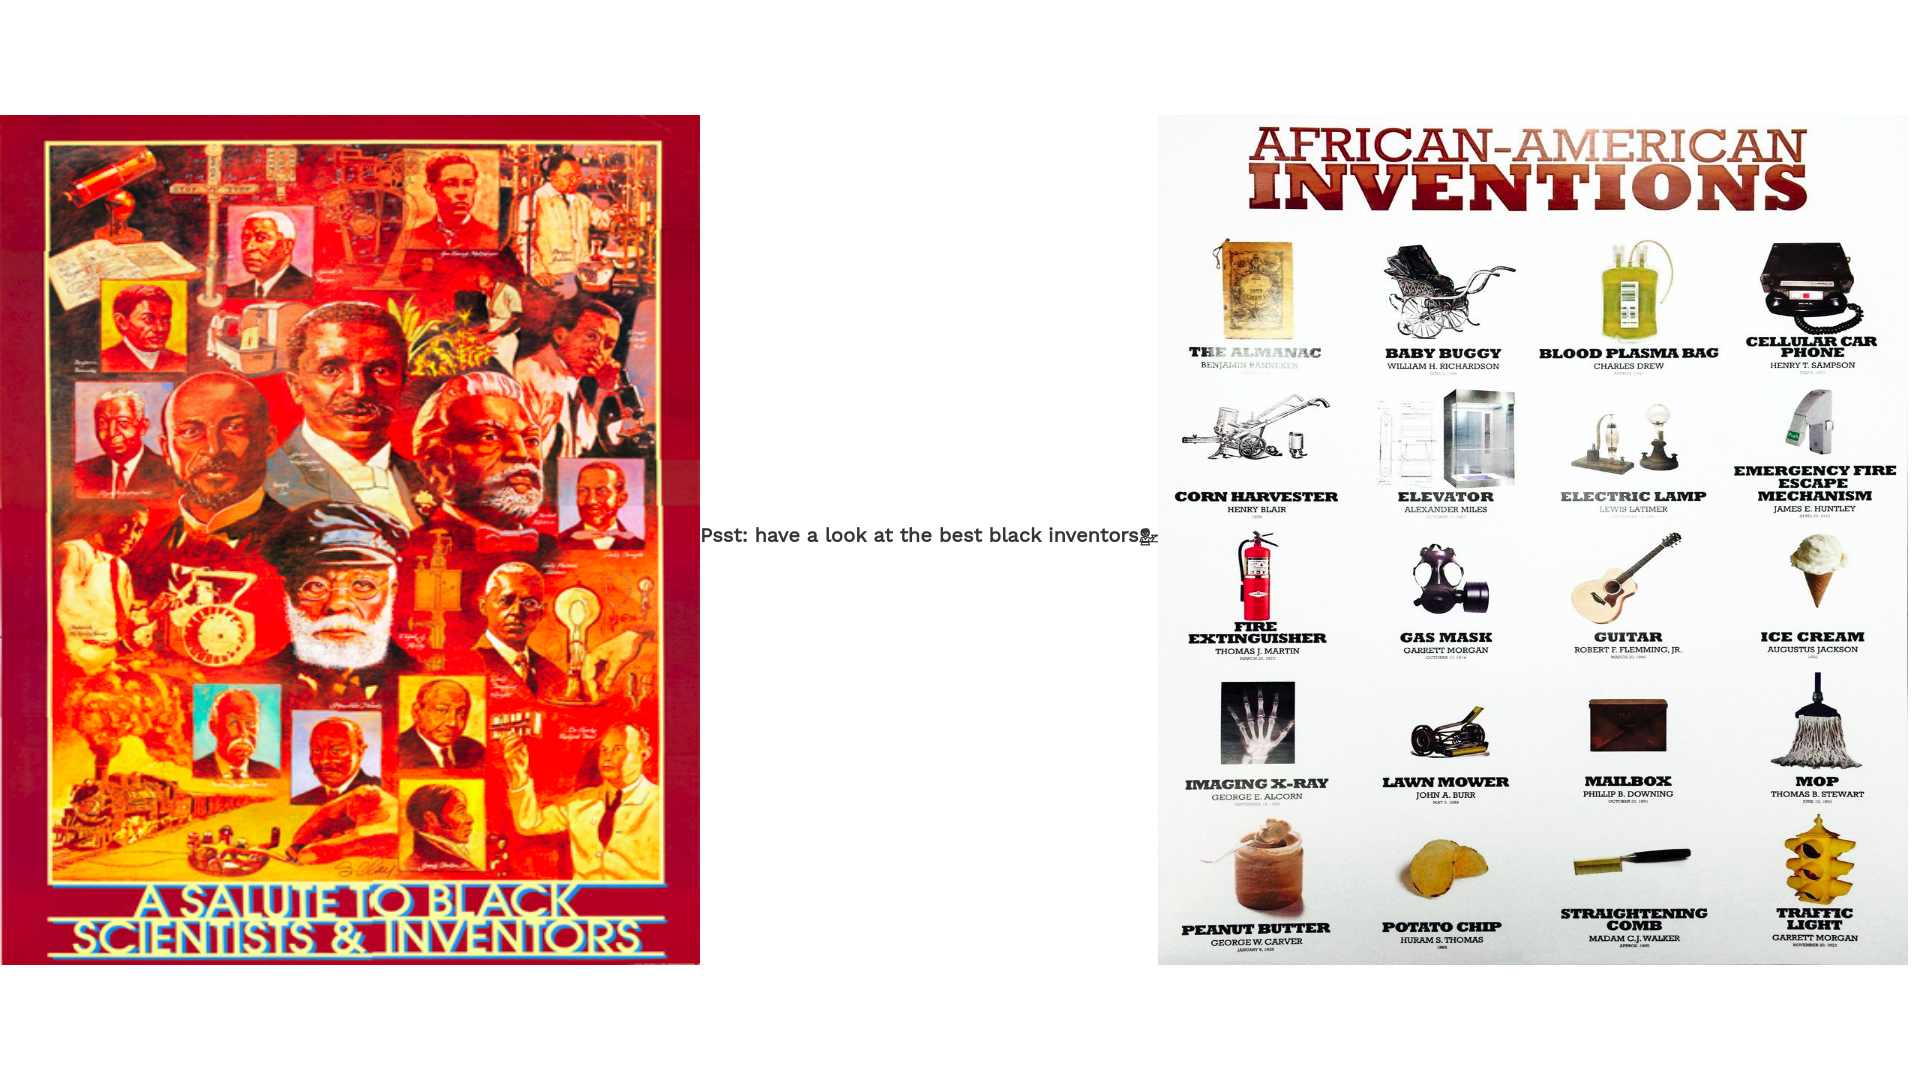 A SALUTE TO BLACK
SCIENTISTS & INVENTORS
Psst: have a look at the best black inventors
AFRICAN-AMERICAN
INVENTIONS
THE ALMANAC
BENJAMIN BANNEKER
BABY BUGGY
WILLIAM H. RICHARDSON
BLOOD PLASMA BAG
CHARLES DREW
CELLULAR CAR
PHONE
HENRY T. SAMPSON
CORN HARVESTER
HENRY BLAIR
ELEVATOR
ALEXANDER MILES
ELECTRIC LAMP
LEWIS LATIMER
EMERGENCY FIRE
ESCAPE
MECHANISM
JAMES E. HUNTLEY
FIRE
EXTINGUISHER
THOMAS J. MARTIN
GAS MASK
GARRETT MORGAN
GUITAR
ROBERT F. FLEMMING, JR.
ICE CREAM
AUGUSTUS JACKSON
IMAGING X-RAY
GEORGE E. ALCORN
LAWN MOWER
JOHN A. BURR
MAILBOX
PHILLIP B. DOWNING
MOP
THOMAS B. STEWART
PEANUT BUTTER
GEORGE W. CARVER
POTATO CHIP
HURAM S. THOMAS
STRAIGHTENING
COMB
MADAM C.J. WALKER
TRAFFIC
LIGHT
GARRETT MORGAN